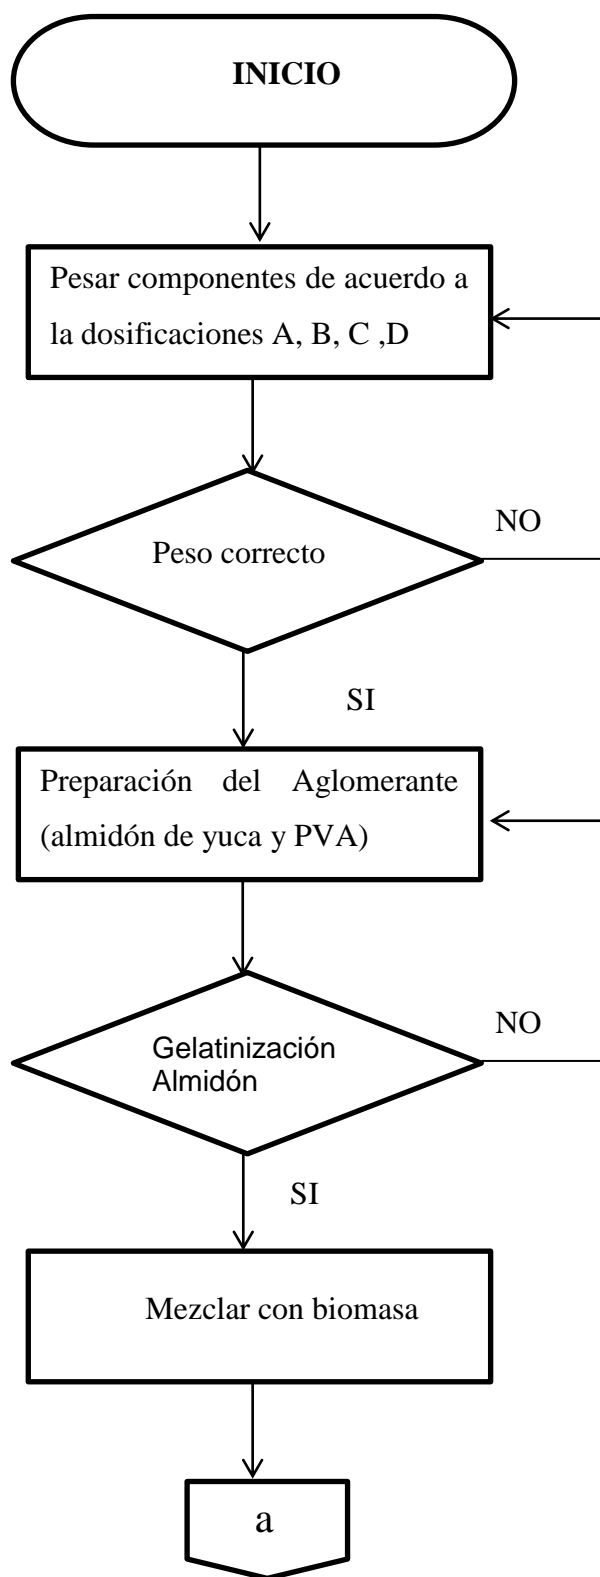 INICIO
Pesar componentes de acuerdo a
la dosificaciones A, B, C ,D
NO
Peso correcto
SI
Preparación del Aglomerante
(almidón de yuca y PVA)
NO
Gelatinización
Almidón
SI
Mezclar con biomasa
a